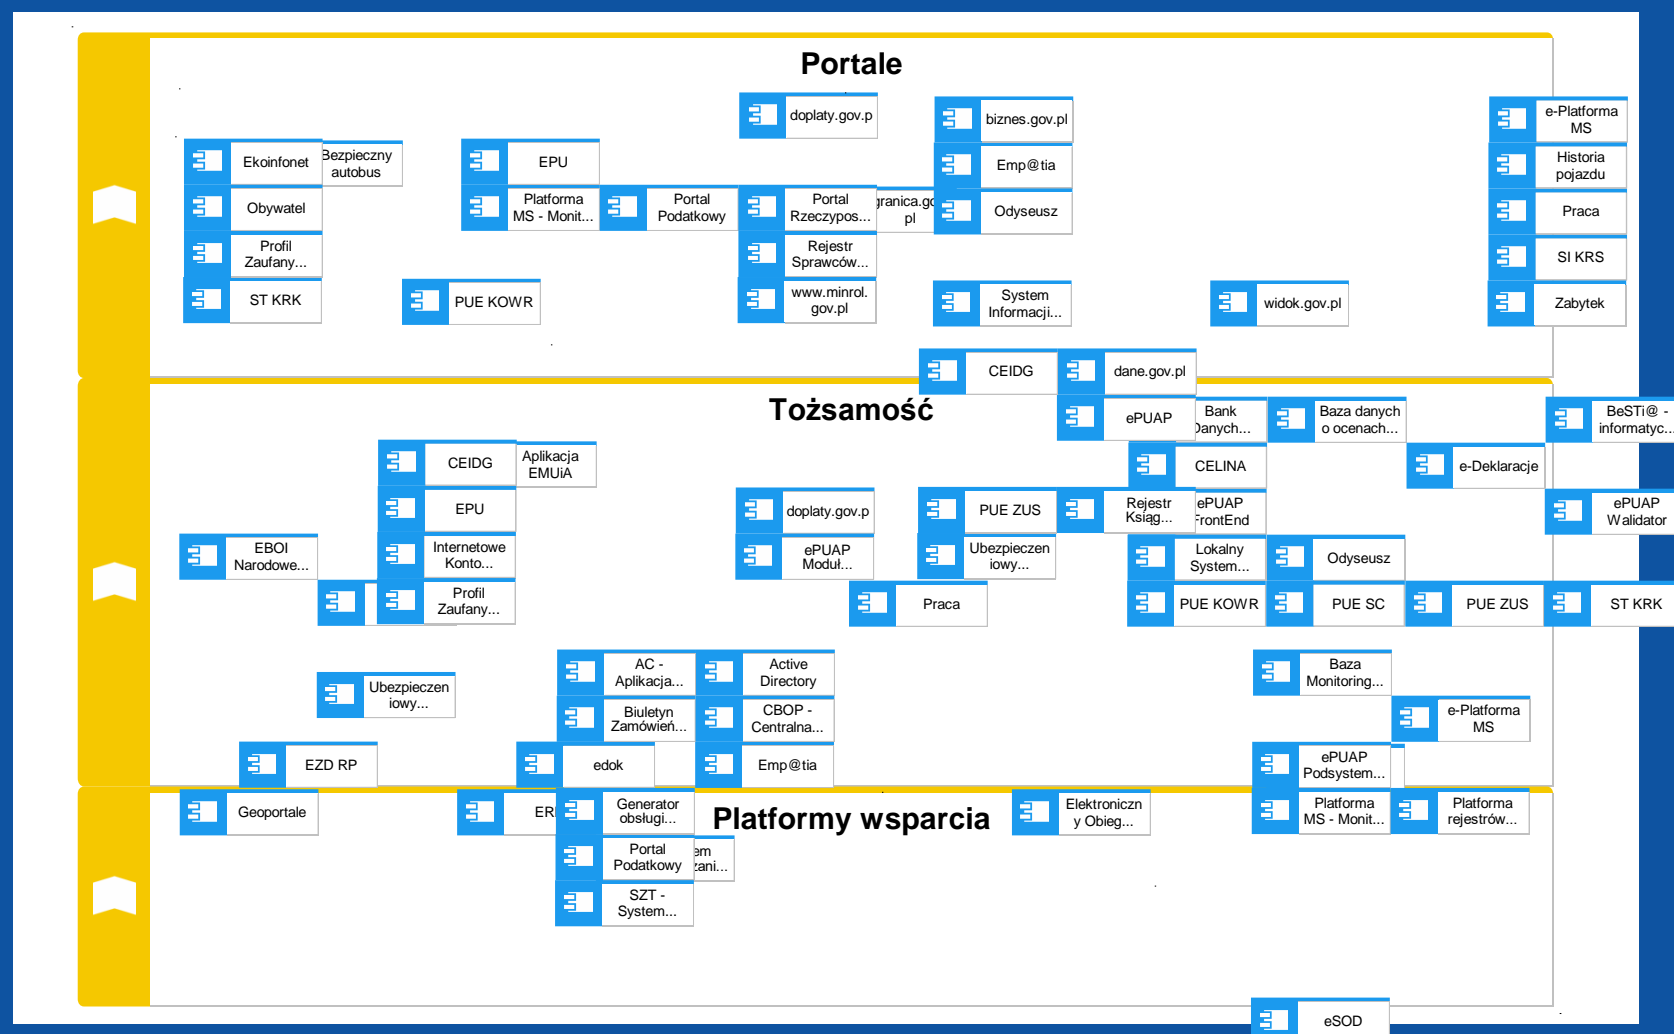 Portale
doplaty.gov.p
biznes.gov.pl
e-Platforma
MS
Ekoinfonet
Bezpieczny
autobus
EPU
Emp@tia
Historia
pojazdu
Obywatel
Platforma
MS - Monit...
Portal
Podatkowy
Portal
Rzeczypos...
granica.go
pl
Odyseusz
Praca
Profil
Zaufany...
Rejestr
Sprawców...
SI KRS
ST KRK
PUE KOWR
www.minrol.
gov.pl
System
Informacji...
widok.gov.pl
Zabytek
CEIDG
dane.gov.pl
Tożsamość
ePUAP
Bank
Danych...
Baza danych
o ocenach...
BeSTi@ -
informatyc...
CEIDG
Aplikacja
EMUiA
CELINA
e-Deklaracje
EPU
doplaty.gov.p
PUE ZUS
Rejestr
Ksiąg...
ePUAP
FrontEnd
ePUAP
Walidator
EBOI
Narodowe...
Internetowe
Konto...
ePUAP
Moduł...
Ubezpieczen
iowy...
Lokalny
System...
Odyseusz
Profil
Zaufany...
Praca
PUE KOWR
PUE SC
PUE ZUS
ST KRK
Ubezpieczen
iowy...
AC -
Aplikacja...
Active
Directory
Baza
Monitoring...
Biuletyn
Zamówień...
CBOP -
Centralna...
e-Platforma
MS
EZD RP
edok
Emp@tia
ePUAP
Podsystem...
Platformy wsparcia
Geoportale
Generator
obsługi...
Elektroniczn
y Obieg...
Platforma
MS - Monit...
Platforma
rejestrów...
Portal
Podatkowy
em
zani...
SZT -
System...
eSOD